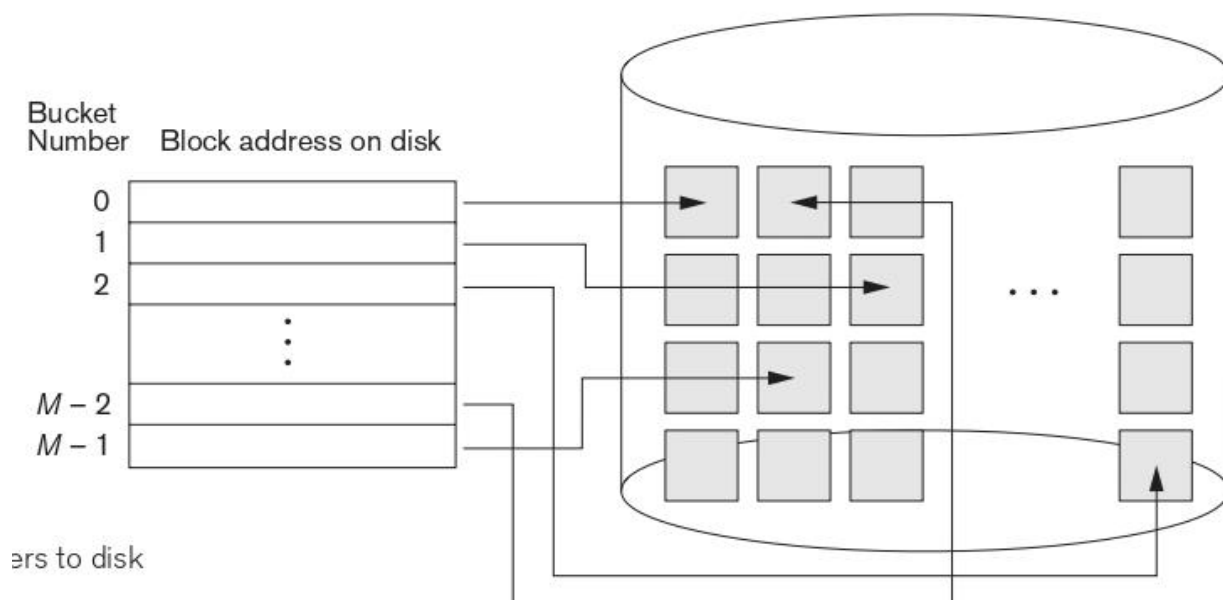 Bucket
Number Block address on disk
0
1
2
⋮
M – 2
M – 1
...
ers to disk